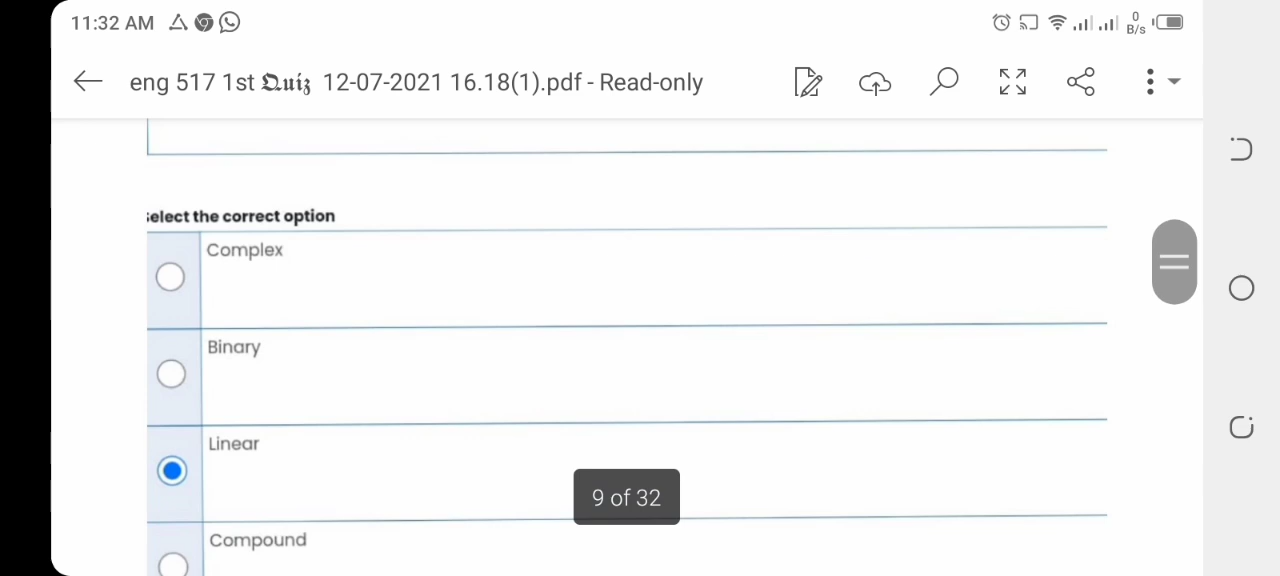 11:32 AM
0
B/s
eng 517 1st 𝕼𝖚𝖎𝖟 12-07-2021 16.18(1).pdf - Read-only
Select the correct option
Complex
Binary
Linear
9 of 32
Compound